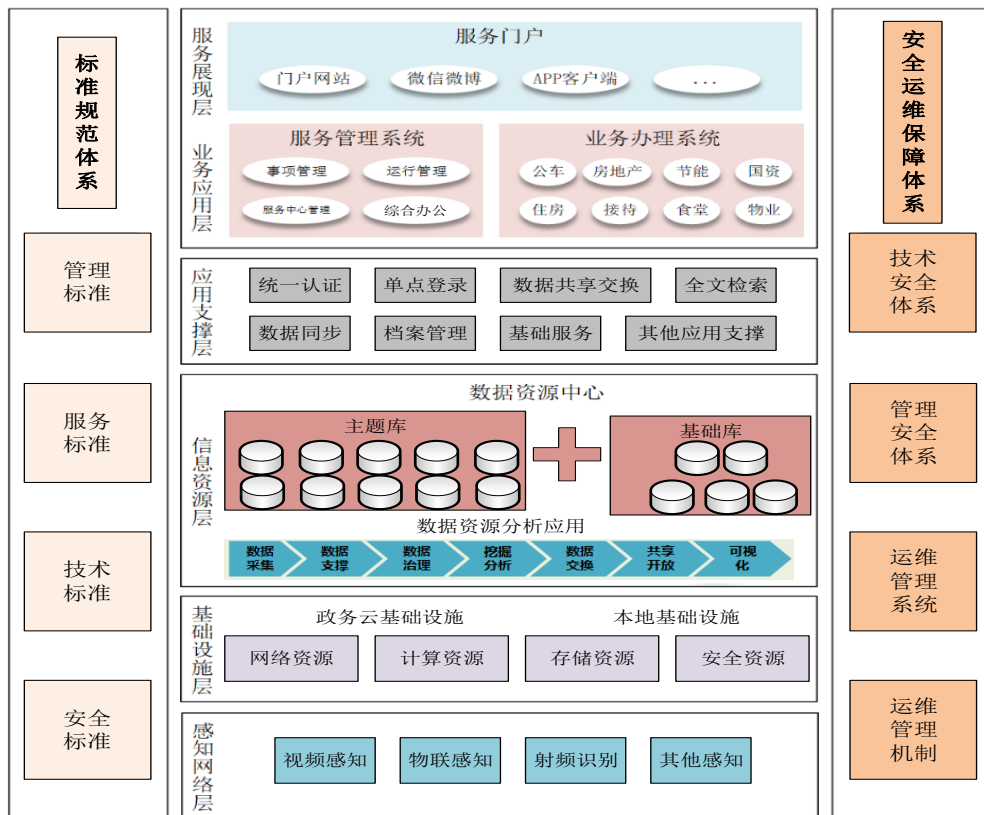 标准规范体系
管理
标准
服务
标准
技术
标准
安全
标准
服务展现层
服务门户
门户网站
微信微博
APP客户端
...
业务应用层
服务管理系统
事项管理
运行管理
服务中心管理
综合办公
业务办理系统
公车
房地产
节能
国资
住房
接待
食堂
物业
应用支撑层
统一认证
单点登录
数据共享交换
全文检索
数据同步
档案管理
基础服务
其他应用支撑
信息资源层
数据资源中心
主题库
基础库
数据资源分析应用
数据
采集
数据
支撑
数据
治理
挖掘
分析
数据
交换
共享
开放
可视
化
基础设施层
政务云基础设施
本地基础设施
网络资源
计算资源
存储资源
安全资源
感知网络层
视频感知
物联感知
射频识别
其他感知
安全运维保障体系
技术
安全
体系
管理
安全
体系
运维
管理
系统
运维
管理
机制